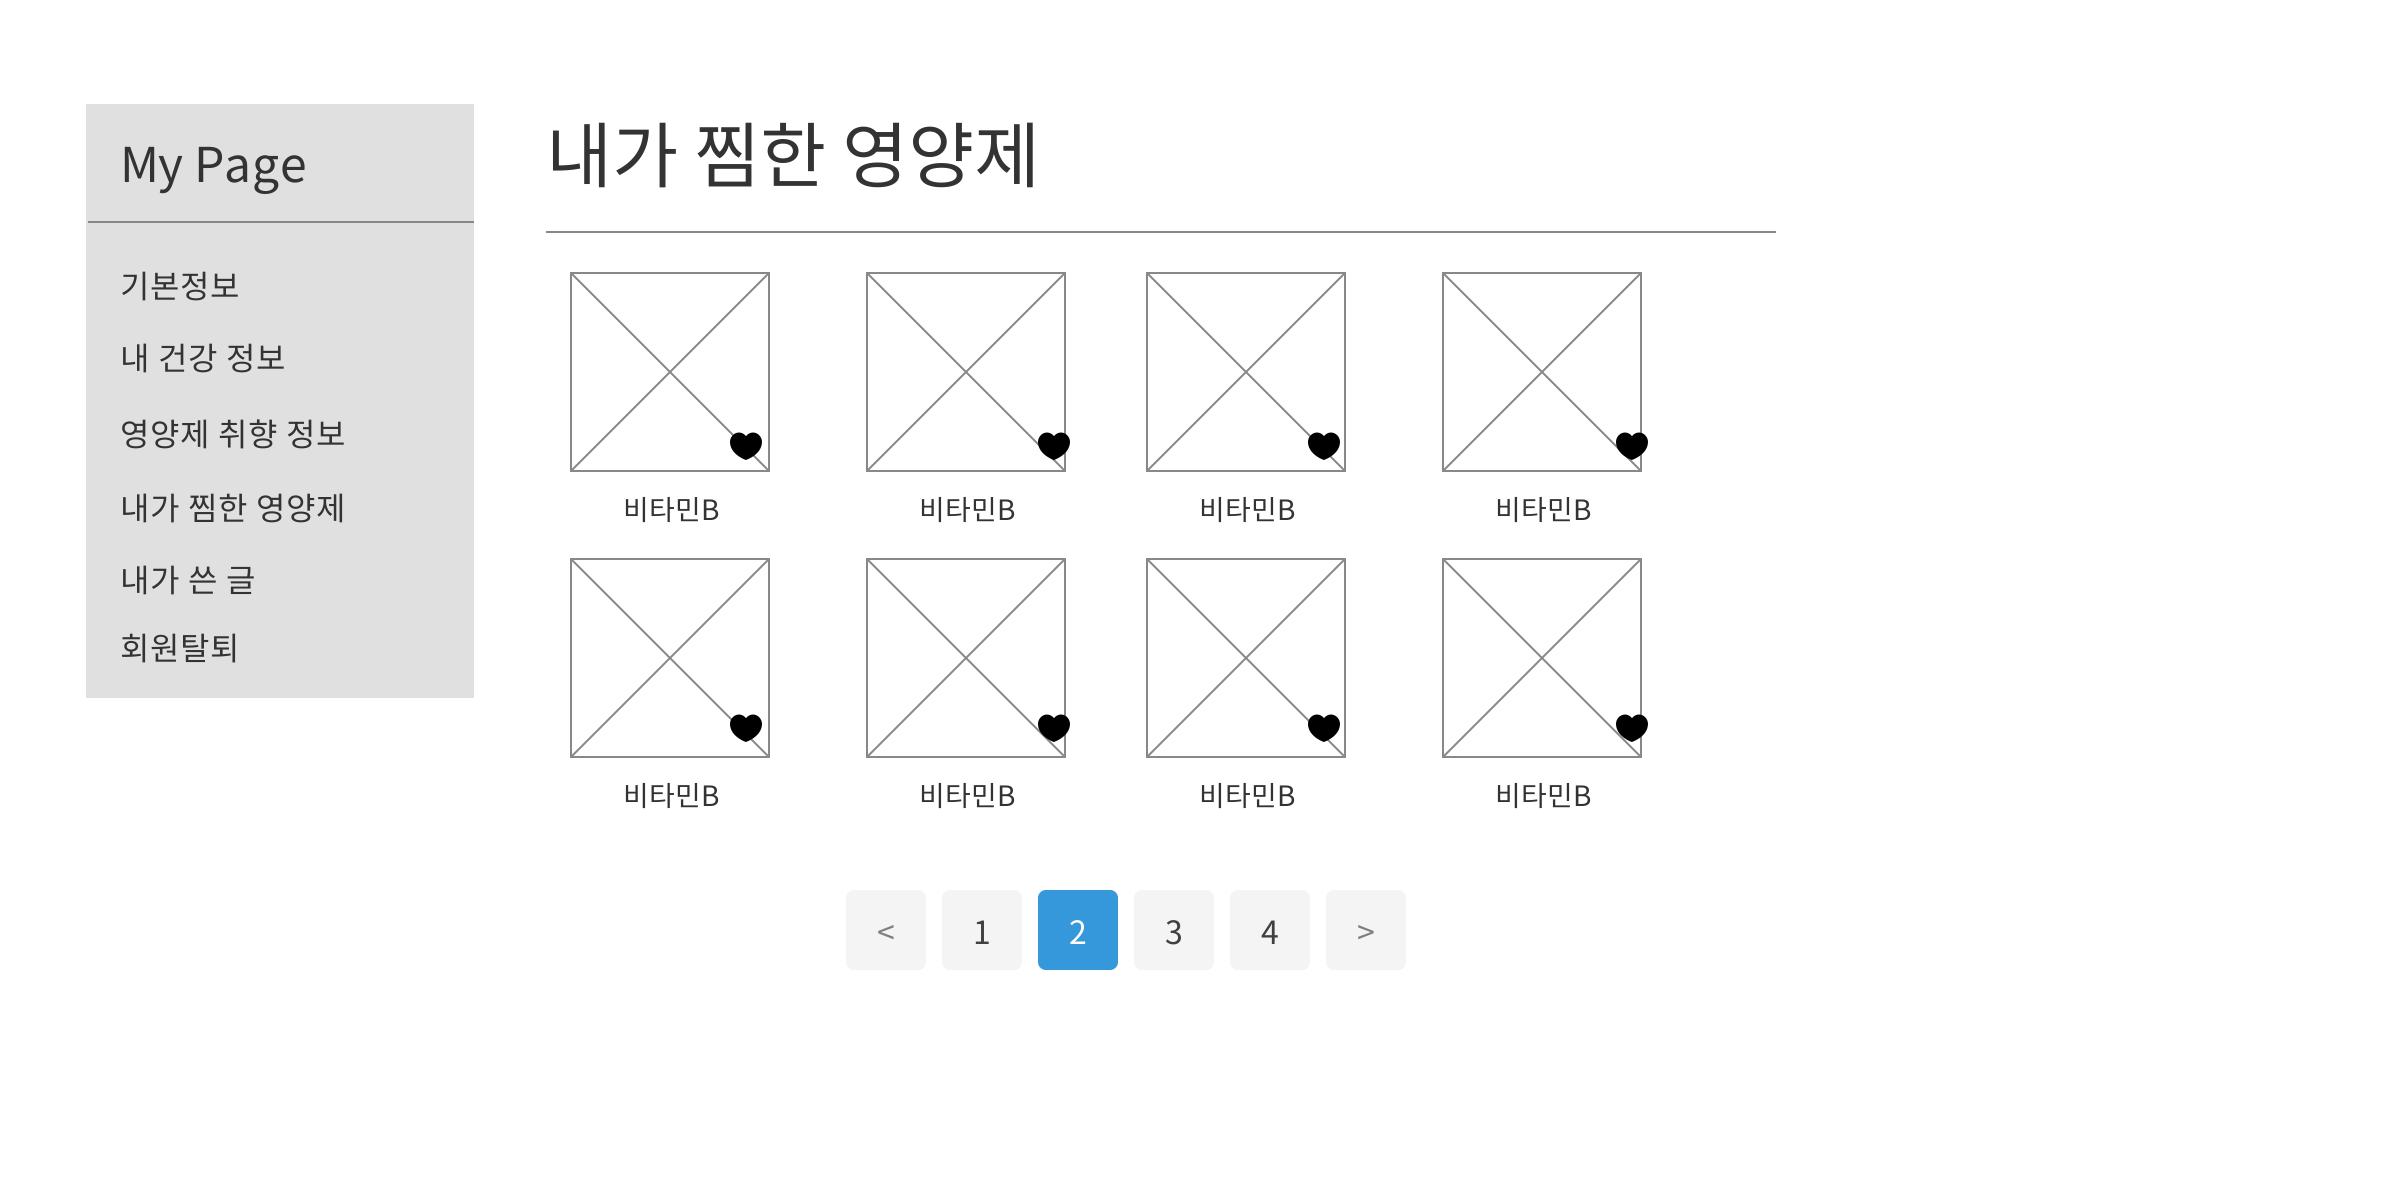 My Page
기본정보
내 건강 정보
영양제 취향 정보
내가 찜한 영양제
내가 쓴 글
회원탈퇴
내가 찜한 영양제
비타민B 비타민B 비타민B 비타민B
비타민B 비타민B 비타민B 비타민B
< 1 2 3 4 >